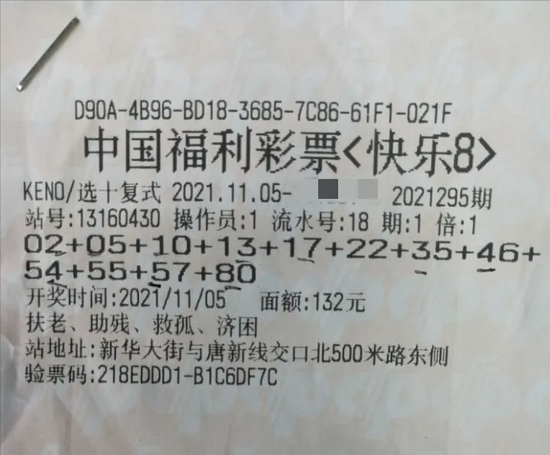 D90A-4B96-BD18-3685-7C86-61F1-021F
中国福利彩票<快乐8>
KENO/选十复式 2021.11.05- 2021295期
站号:13160430 操作员:1 流水号:18 期:1 倍:1
02+05+10+13+17+22+35+46+
54+55+57+80
开奖时间:2021/11/05 面额:132元
扶老、助残、救孤、济困
站地址:新华大街与唐新线交口北500米路东侧
验票码:218EDDD1-B1C6DF7C